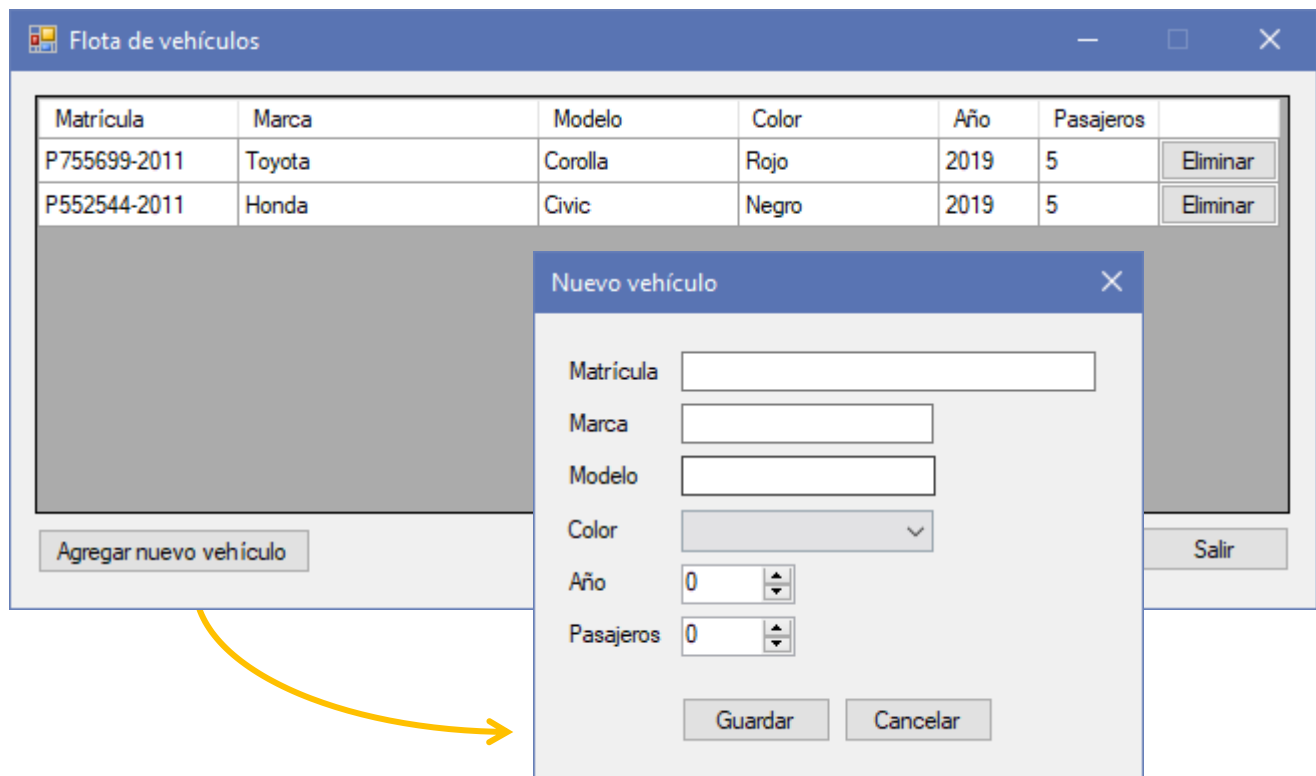 Flota de vehículos
Matrícula Marca Modelo Color Año Pasajeros
P755699-2011 Toyota Corolla Rojo 2019 5 Eliminar
P552544-2011 Honda Civic Negro 2019 5 Eliminar
Agregar nuevo vehículo
Salir
Nuevo vehículo
Matrícula
Marca
Modelo
Color
Año 0
Pasajeros 0
Guardar Cancelar